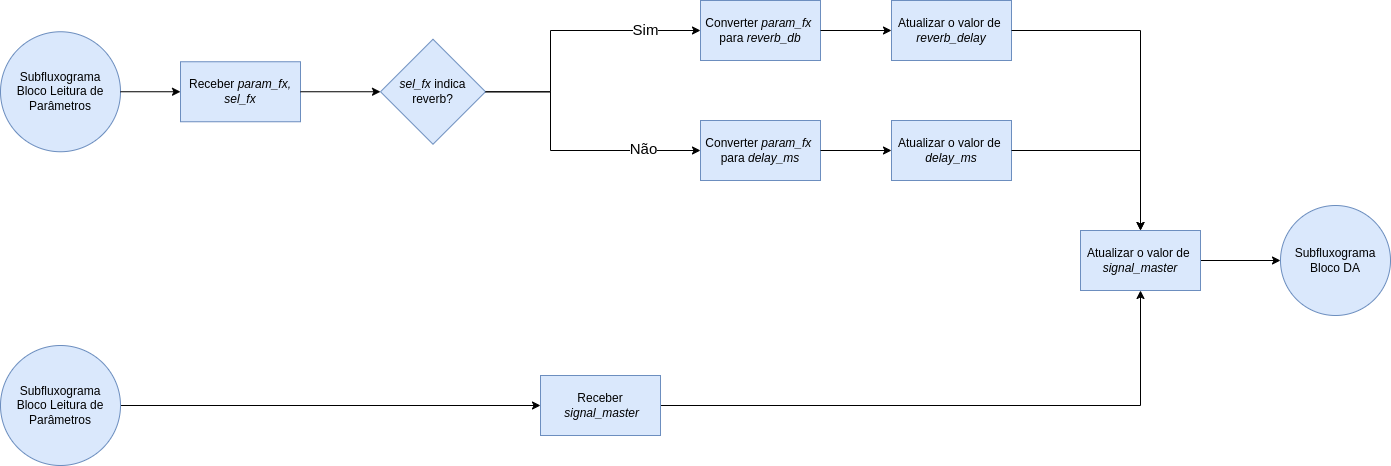 Subfluxograma
Bloco Leitura de
Parâmetros
Receber param_fx,
sel_fx
sel_fx indica
reverb?
Sim
Converter param_fx
para reverb_db
Atualizar o valor de
reverb_delay
Não
Converter param_fx
para delay_ms
Atualizar o valor de
delay_ms
Atualizar o valor de
signal_master
Subfluxograma
Bloco DA
Subfluxograma
Bloco Leitura de
Parâmetros
Receber
signal_master